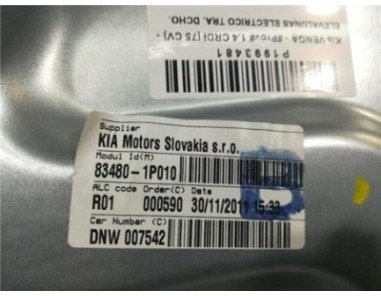 KIA VENGA - #Prov# 1.4 CRDi (75 CV) -
ELEVALUNAS ELECTRICO TRA. DCHO.
P1993481
Supplier
KIA Motors Slovakia s.r.o.
Modul Id(M)
83480-1P010
ALC code Order(C) Date
R01 000590 30/11/2011 15:33
Car Number (C)
DNW 007542
B